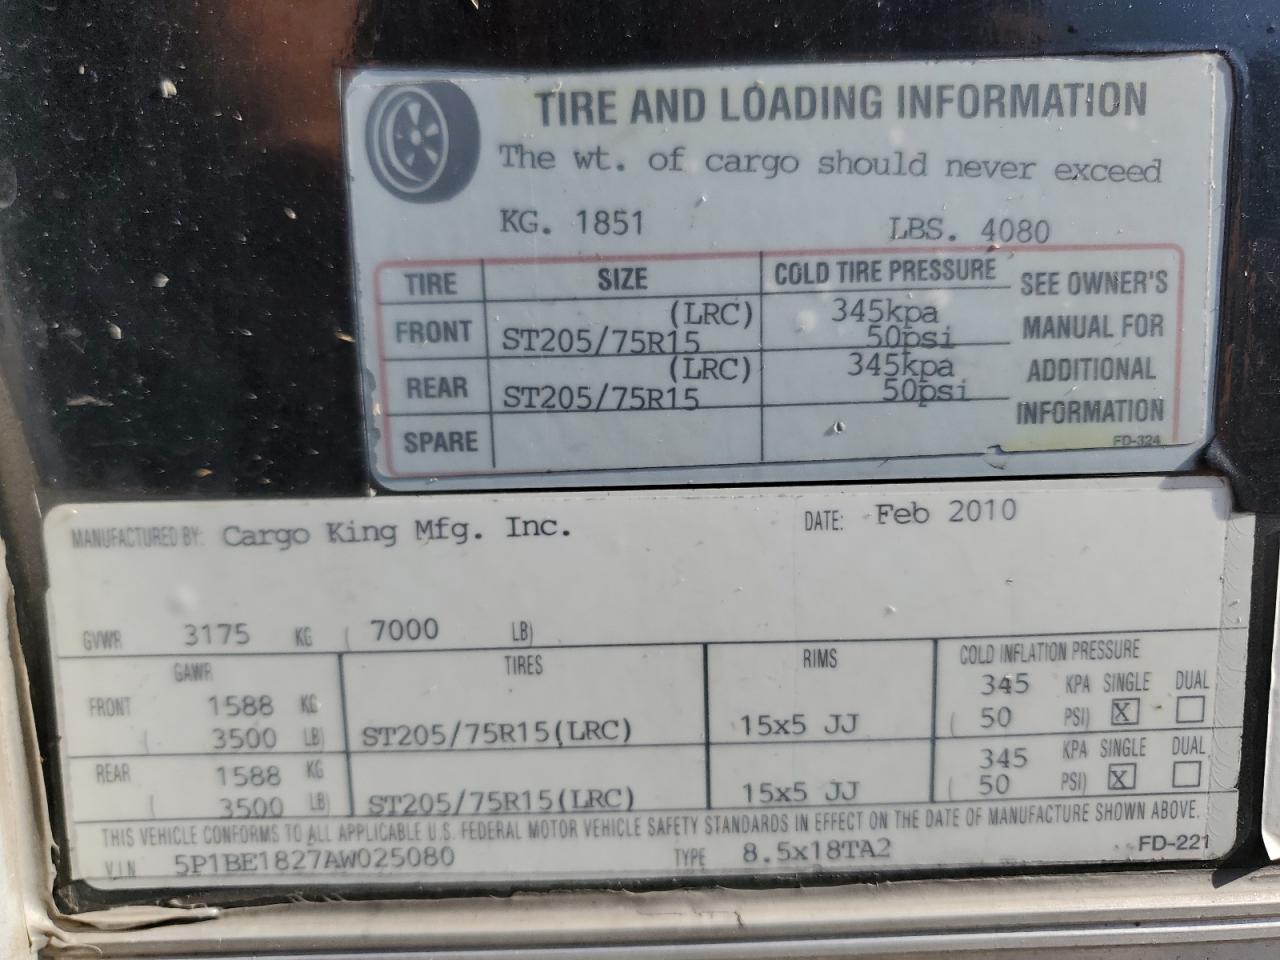 TIRE AND LOADING INFORMATION
The wt. of cargo should never exceed
KG. 1851 LBS. 4080
TIRE SIZE COLD TIRE PRESSURE
FRONT ST205/75R15 (LRC) 345kpa 50psi
REAR ST205/75R15 (LRC) 345kpa 50psi
SPARE
SEE OWNER'S
MANUAL FOR
ADDITIONAL
INFORMATION
FD-324
MANUFACTURED BY: Cargo King Mfg. Inc. DATE: Feb 2010
GVWR 3175 KG ( 7000 LB)
GAWR TIRES RIMS COLD INFLATION PRESSURE
FRONT 1588 KG 345 KPA SINGLE DUAL
( 3500 LB) ST205/75R15(LRC) 15x5 JJ ( 50 PSI) X
REAR 1588 KG 345 KPA SINGLE DUAL
( 3500 LB) ST205/75R15(LRC) 15x5 JJ ( 50 PSI) X
THIS VEHICLE CONFORMS TO ALL APPLICABLE U.S. FEDERAL MOTOR VEHICLE SAFETY STANDARDS IN EFFECT ON THE DATE OF MANUFACTURE SHOWN ABOVE.
V.I.N 5P1BE1827AW025080 TYPE 8.5x18TA2 FD-221